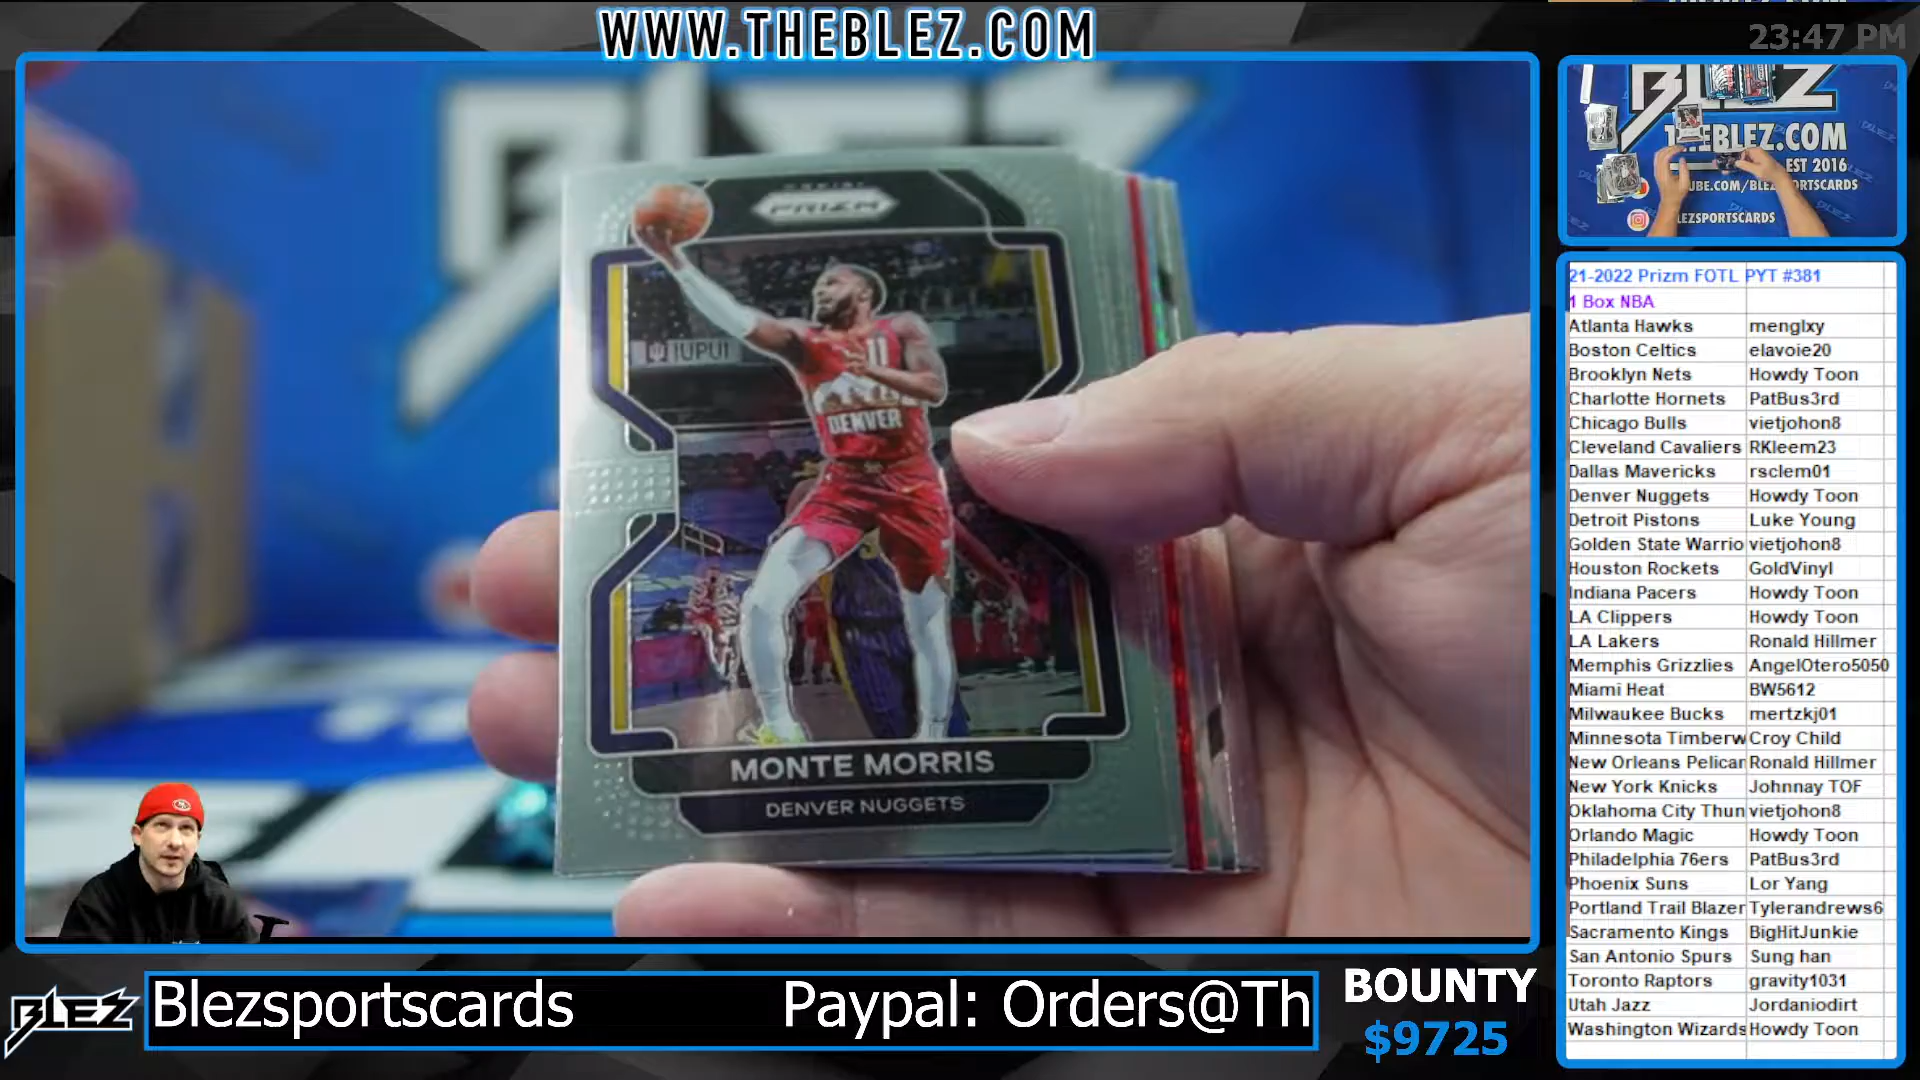 WWW.THEBLEZ.COM
23:47 PM
PRIZM
IUPUI
11
DENVER
MONTE MORRIS
DENVER NUGGETS
BLEZ
THEBLEZ.COM
EST 2016
21-2022 Prizm FOTL PYT #381
1 Box NBA
Atlanta Hawks menglxy
Boston Celtics elavoie20
Brooklyn Nets Howdy Toon
Charlotte Hornets PatBus3rd
Chicago Bulls vietjohon8
Cleveland Cavaliers RKleem23
Dallas Mavericks rsclem01
Denver Nuggets Howdy Toon
Detroit Pistons Luke Young
Golden State Warrio vietjohon8
Houston Rockets GoldVinyl
Indiana Pacers Howdy Toon
LA Clippers Howdy Toon
LA Lakers Ronald Hillmer
Memphis Grizzlies AngelOtero5050
Miami Heat BW5612
Milwaukee Bucks mertzkj01
Minnesota Timberw Croy Child
New Orleans Pelican Ronald Hillmer
New York Knicks Johnnay TOF
Oklahoma City Thun vietjohon8
Orlando Magic Howdy Toon
Philadelphia 76ers PatBus3rd
Phoenix Suns Lor Yang
Portland Trail Blazer Tylerandrews6
Sacramento Kings BigHitJunkie
San Antonio Spurs Sung han
Toronto Raptors gravity1031
Utah Jazz Jordaniodirt
Washington Wizards Howdy Toon
BLEZ
Blezsportscards Paypal: Orders@Th
BOUNTY
$9725